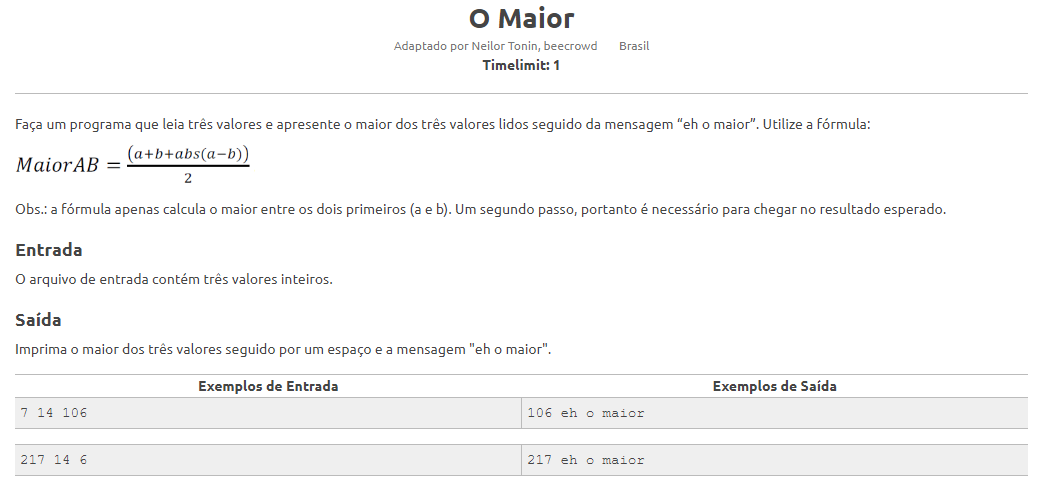 O Maior
Adaptado por Neilor Tonin, beecrowd Brasil
Timelimit: 1
Faça um programa que leia três valores e apresente o maior dos três valores lidos seguido da mensagem “eh o maior”. Utilize a fórmula:
MaiorAB = (a+b+abs(a−b))
2
Obs.: a fórmula apenas calcula o maior entre os dois primeiros (a e b). Um segundo passo, portanto é necessário para chegar no resultado esperado.
Entrada
O arquivo de entrada contém três valores inteiros.
Saída
Imprima o maior dos três valores seguido por um espaço e a mensagem "eh o maior".
Exemplos de Entrada Exemplos de Saída
7 14 106 106 eh o maior
217 14 6 217 eh o maior